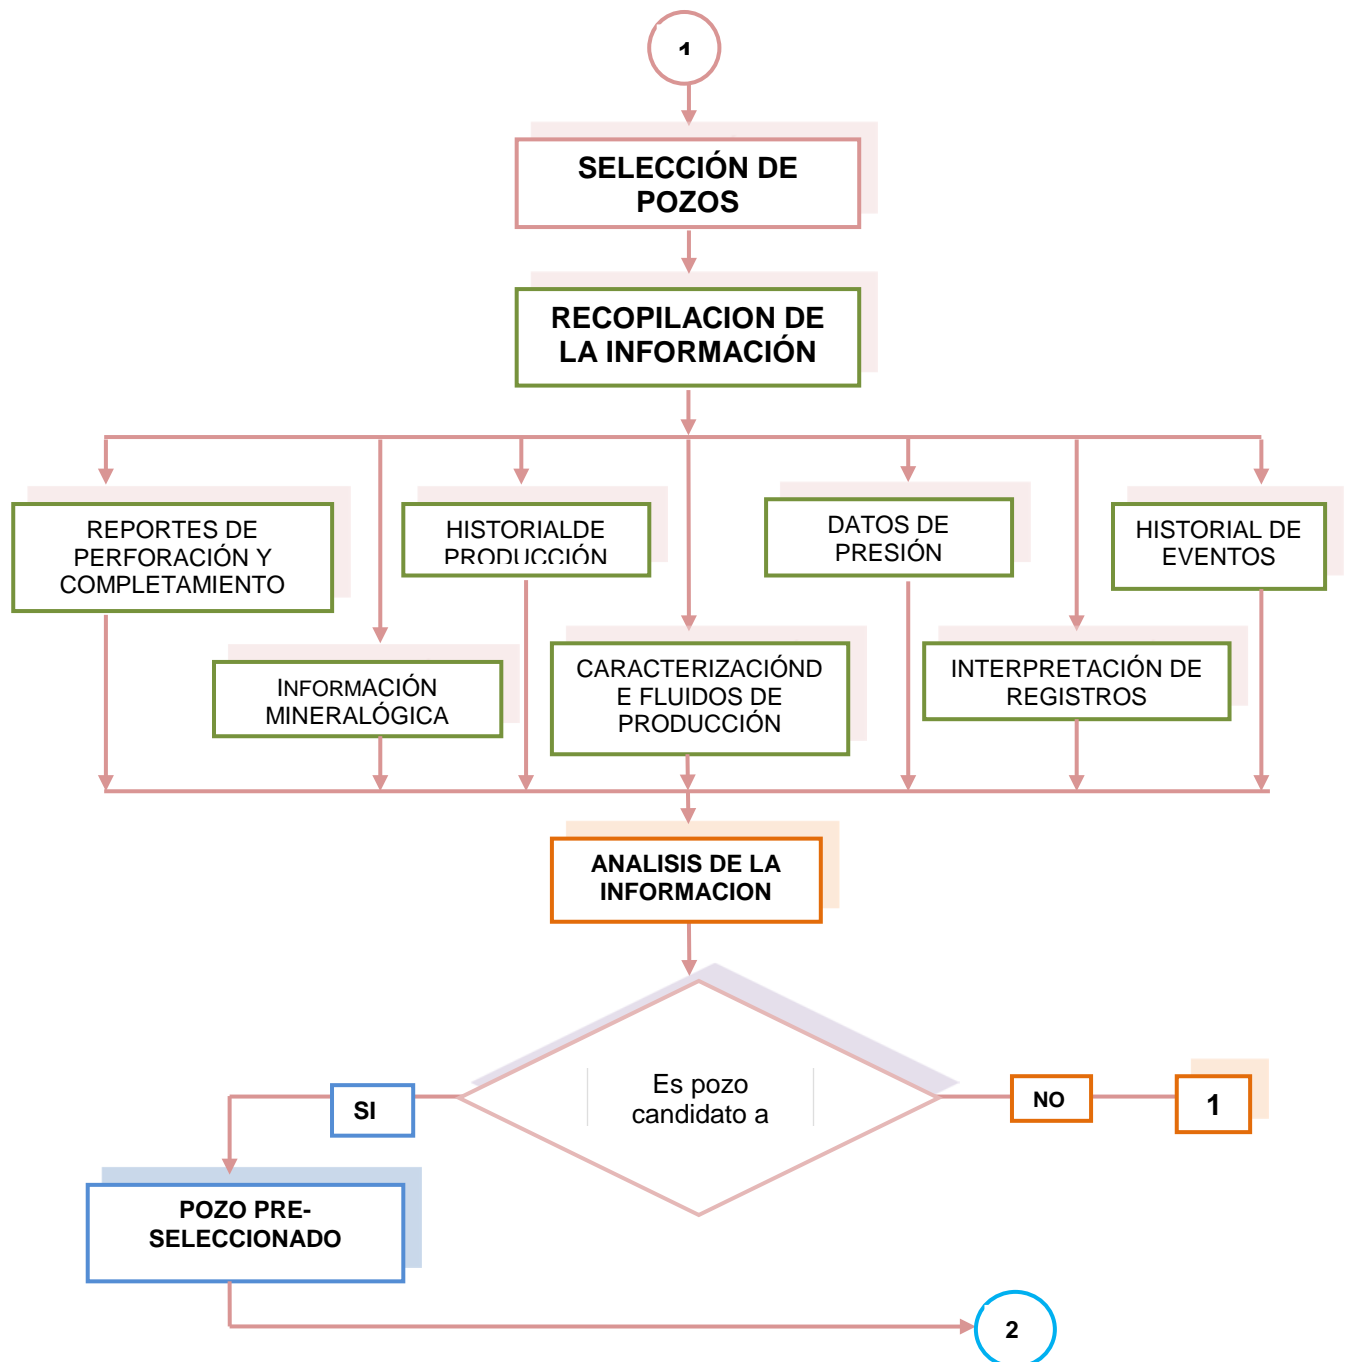 1
SELECCIÓN DE
POZOS
RECOPILACION DE
LA INFORMACIÓN
REPORTES DE
PERFORACIÓN Y
COMPLETAMIENTO
HISTORIALDE
PRODUCCIÓN
DATOS DE
PRESIÓN
HISTORIAL DE
EVENTOS
INFORMACIÓN
MINERALÓGICA
CARACTERIZACIÓND
E FLUIDOS DE
PRODUCCIÓN
INTERPRETACIÓN DE
REGISTROS
ANALISIS DE LA
INFORMACION
Es pozo
candidato a
SI
NO
1
POZO PRE-
SELECCIONADO
2